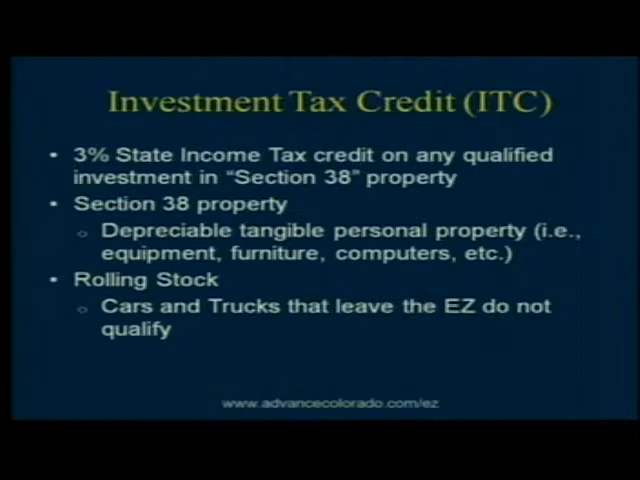 Investment Tax Credit (ITC)
• 3% State Income Tax credit on any qualified
investment in “Section 38” property
• Section 38 property
o Depreciable tangible personal property (i.e.,
equipment, furniture, computers, etc.)
• Rolling Stock
o Cars and Trucks that leave the EZ do not
qualify
www.advancecolorado.com/ez